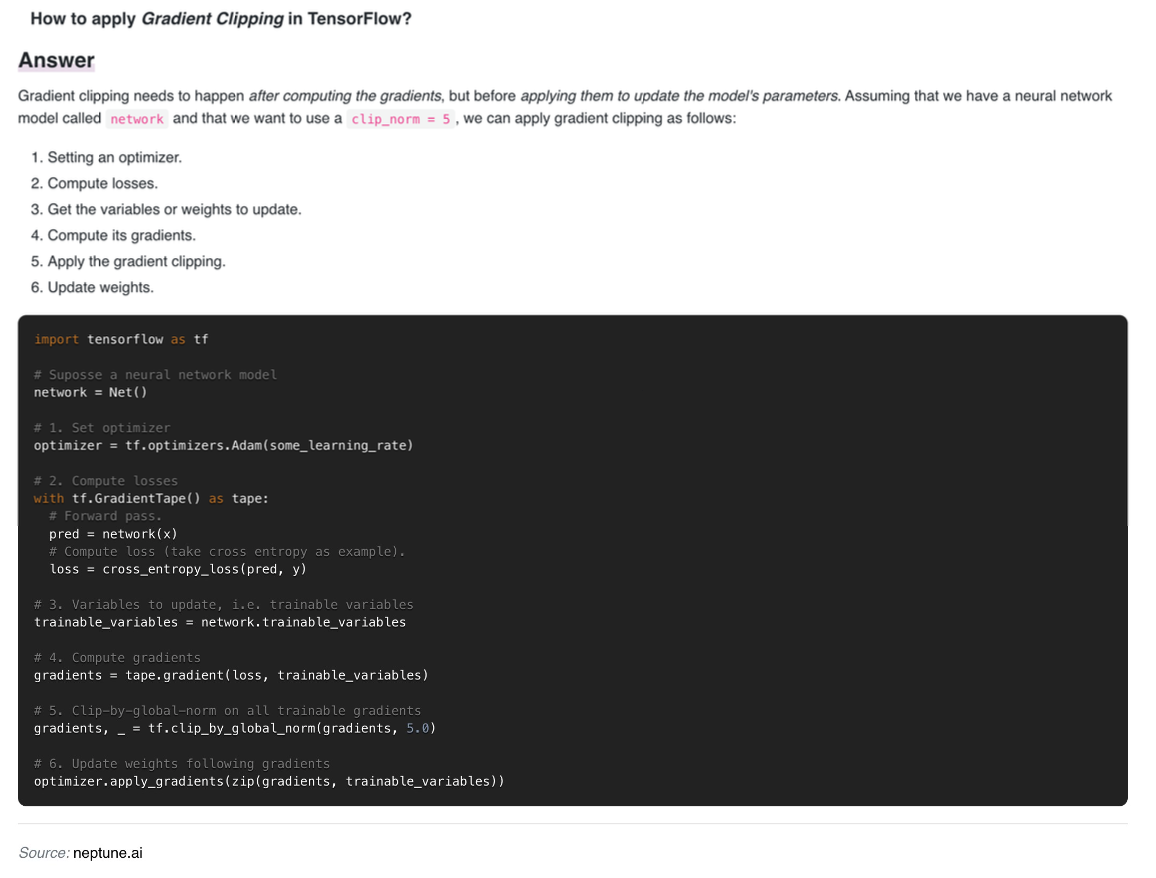 How to apply Gradient Clipping in TensorFlow?
Answer
Gradient clipping needs to happen after computing the gradients, but before applying them to update the model's parameters. Assuming that we have a neural network
model called network and that we want to use a clip_norm = 5 , we can apply gradient clipping as follows:
1. Setting an optimizer.
2. Compute losses.
3. Get the variables or weights to update.
4. Compute its gradients.
5. Apply the gradient clipping.
6. Update weights.
import tensorflow as tf
# Suposse a neural network model
network = Net()
# 1. Set optimizer
optimizer = tf.optimizers.Adam(some_learning_rate)
# 2. Compute losses
with tf.GradientTape() as tape:
  # Forward pass.
  pred = network(x)
  # Compute loss (take cross entropy as example).
  loss = cross_entropy_loss(pred, y)
# 3. Variables to update, i.e. trainable variables
trainable_variables = network.trainable_variables
# 4. Compute gradients
gradients = tape.gradient(loss, trainable_variables)
# 5. Clip-by-global-norm on all trainable gradients
gradients, _ = tf.clip_by_global_norm(gradients, 5.0)
# 6. Update weights following gradients
optimizer.apply_gradients(zip(gradients, trainable_variables))
Source: neptune.ai